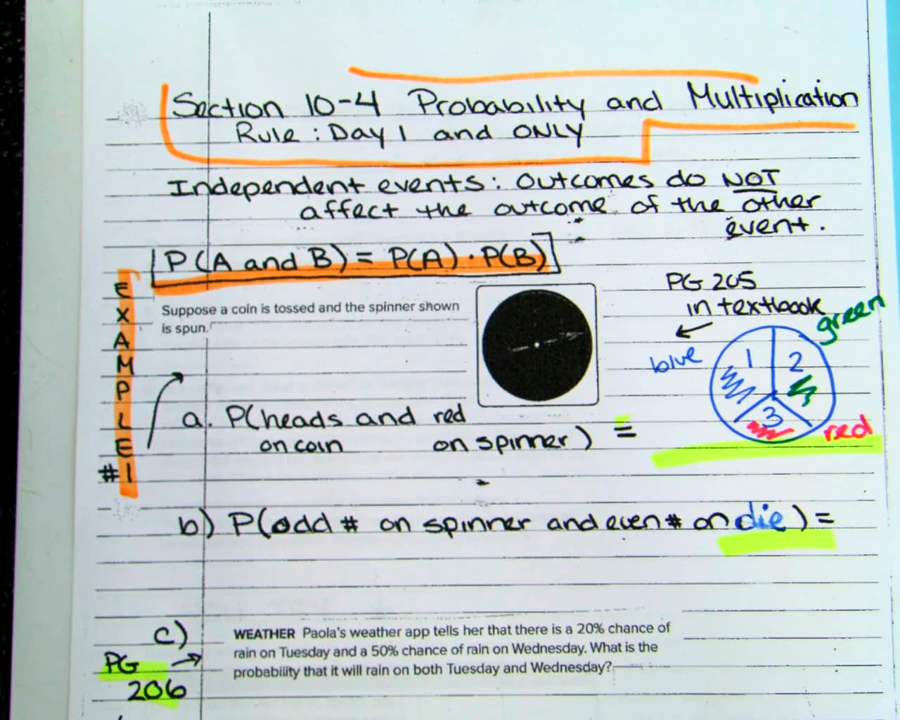 Section 10-4 Probability and Multiplication
Rule: Day 1 and ONLY
Independent events: Outcomes do NOT
affect the outcome of the other
event.
P(A and B) = P(A) · P(B)
EXAMPLE
#1
Suppose a coin is tossed and the spinner shown
is spun.
PG 205
in textbook
green
blue
1
2
3
red
a. P(heads and red
on coin on spinner) =
b) P(odd # on spinner and even # on die) =
c)
PG
206
WEATHER Paola's weather app tells her that there is a 20% chance of
rain on Tuesday and a 50% chance of rain on Wednesday. What is the
probability that it will rain on both Tuesday and Wednesday?